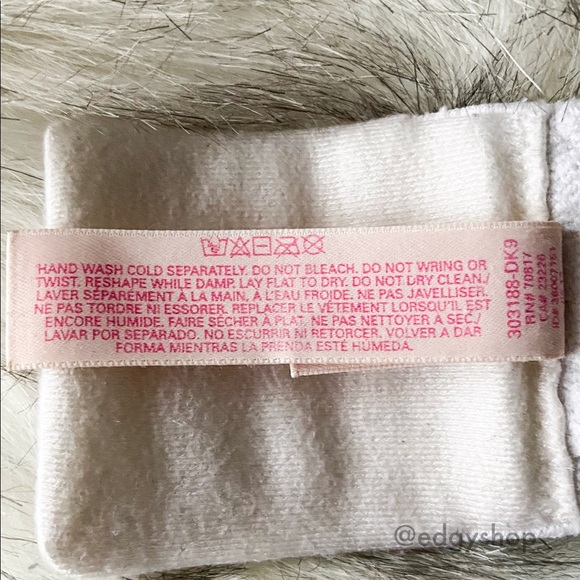 HAND WASH COLD SEPARATELY. DO NOT BLEACH. DO NOT WRING OR
TWIST. RESHAPE WHILE DAMP. LAY FLAT TO DRY. DO NOT DRY CLEAN./
LAVER SÉPARÉMENT À LA MAIN, À L'EAU FROIDE. NE PAS JAVELLISER.
NE PAS TORDRE NI ESSORER. REPLACER LE VÊTEMENT LORSQU'IL EST
ENCORE HUMIDE. FAIRE SÉCHER À PLAT. NE PAS NETTOYER À SEC./
LAVAR POR SEPARADO. NO ESCURRIR NI RETORCER. VOLVER A DAR
FORMA MIENTRAS LA PRENDA ESTÉ HUMEDA.
303188-DK9
RN# 70817
CA# 23226
@edgyshop